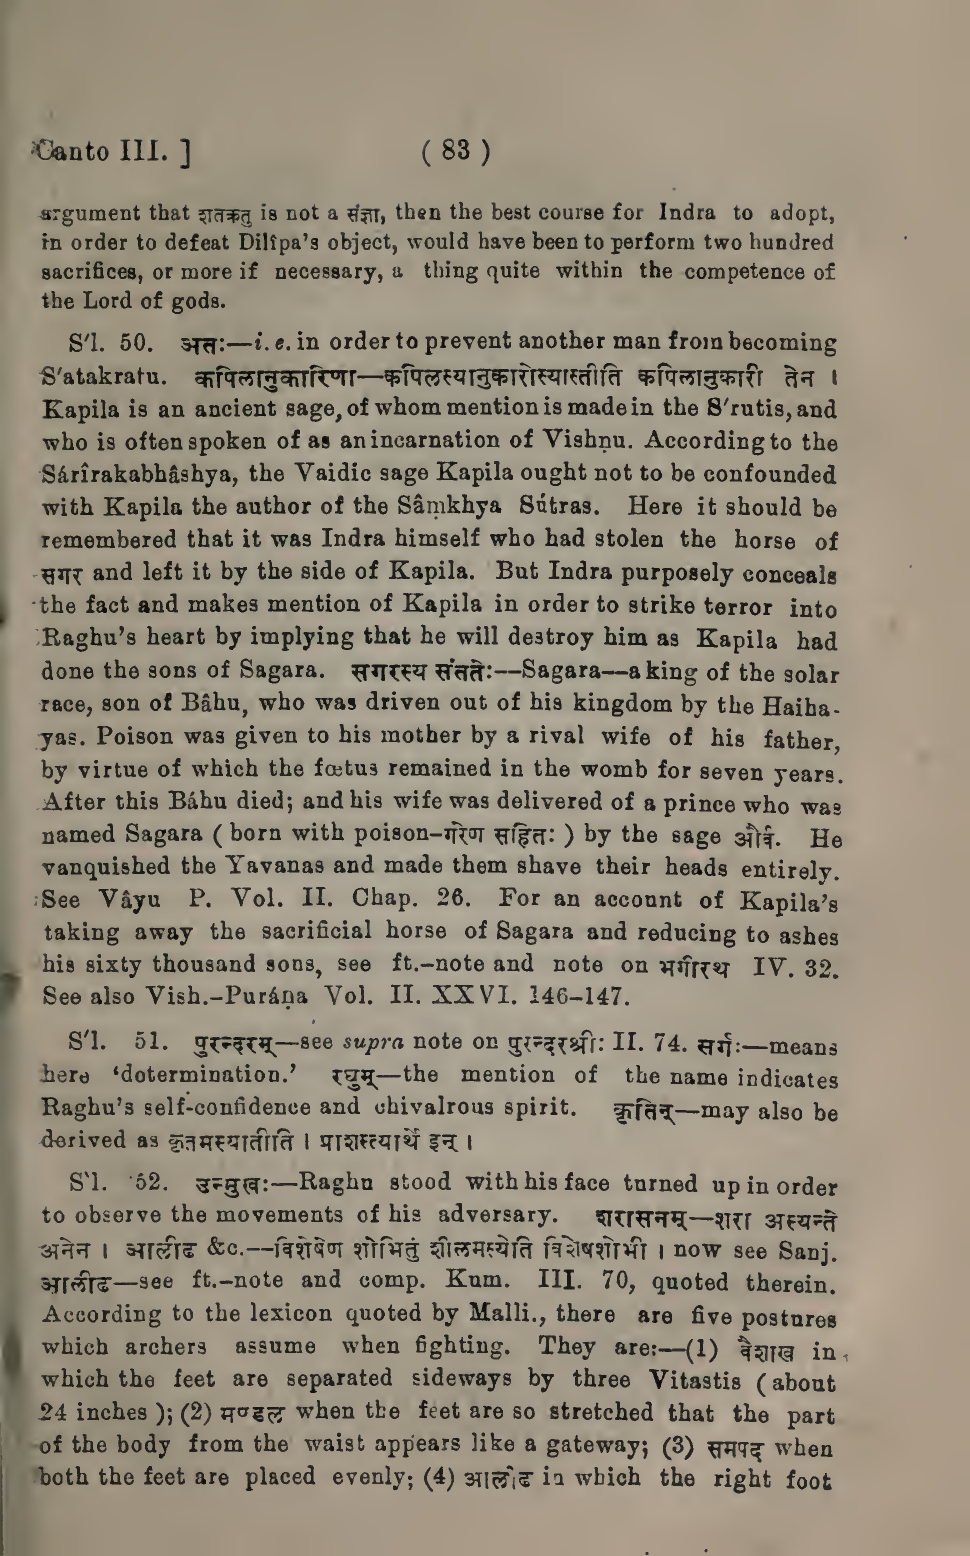 Canto III. ] ( 83 )
argument that शतक्रतु is not a संज्ञा, then the best course for Indra to adopt,
in order to defeat Dilîpa's object, would have been to perform two hundred
sacrifices, or more if necessary, a thing quite within the competence of
the Lord of gods.
S'l. 50. अतः—i. e. in order to prevent another man from becoming
S'atakratu. कपिलानुकारिणा—कपिलस्यानुकारोस्यास्तीति कपिलानुकारी तेन ।
Kapila is an ancient sage, of whom mention is made in the S'rutis, and
who is often spoken of as an incarnation of Vishṇu. According to the
Sárîrakabhâshya, the Vaidic sage Kapila ought not to be confounded
with Kapila the author of the Sâṃkhya Sútras. Here it should be
remembered that it was Indra himself who had stolen the horse of
सगर and left it by the side of Kapila. But Indra purposely conceals
the fact and makes mention of Kapila in order to strike terror into
Raghu's heart by implying that he will destroy him as Kapila had
done the sons of Sagara. सगरस्य संततेः--Sagara—a king of the solar
race, son of Bâhu, who was driven out of his kingdom by the Haiha-
yas. Poison was given to his mother by a rival wife of his father,
by virtue of which the fœtus remained in the womb for seven years.
After this Báhu died; and his wife was delivered of a prince who was
named Sagara ( born with poison-गरेण सहितः ) by the sage और्व. He
vanquished the Yavanas and made them shave their heads entirely.
See Vâyu P. Vol. II. Chap. 26. For an account of Kapila's
taking away the sacrificial horse of Sagara and reducing to ashes
his sixty thousand sons, see ft.-note and note on भगीरथ IV. 32.
See also Vish.-Puráṇa Vol. II. XXVI. 146-147.
S'l. 51. पुरन्दरम्—see supra note on पुरन्दरश्रीः II. 74. सर्गः—means
here ‘dotermination.’ रघुम्—the mention of the name indicates
Raghu's self-confidence and chivalrous spirit. कृतिन्—may also be
derived as कृतमस्यातीति । प्राशस्त्यार्थे इन् ।
S'l. 52. उन्मुखः—Raghu stood with his face turned up in order
to observe the movements of his adversary. शरासनम्—शरा अस्यन्ते
अनेन । आलीढ &c.--विशेषेण शोभितुं शीलमस्येति विशेषशोभी । now see Sanj.
आलीढ—see ft.-note and comp. Kum. III. 70, quoted therein.
According to the lexicon quoted by Malli., there are five postures
which archers assume when fighting. They are:—(1) वैशाख in
which the feet are separated sideways by three Vitastis ( about
24 inches ); (2) मण्डल when the feet are so stretched that the part
of the body from the waist appears like a gateway; (3) समपद when
both the feet are placed evenly; (4) आलीढ in which the right foot